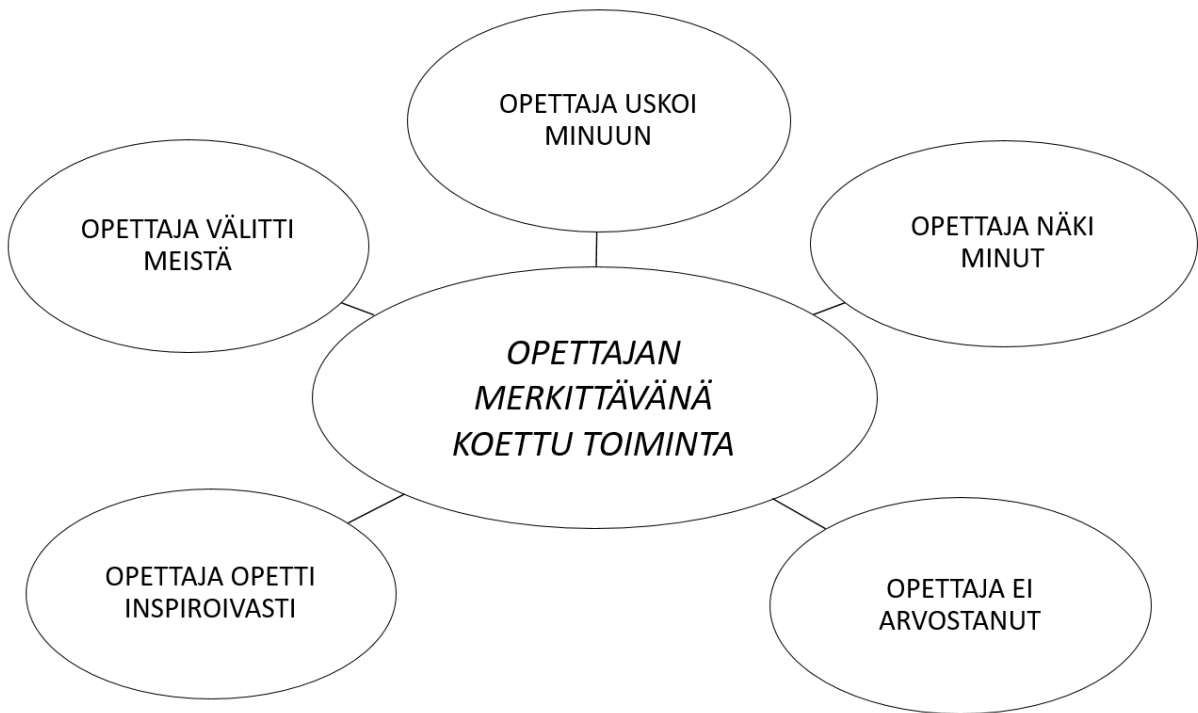 OPETTAJA USKOI
MINUUN
OPETTAJA VÄLITTI
MEISTÄ
OPETTAJA NÄKI
MINUT
OPETTAJAN
MERKITTÄVÄNÄ
KOETTU TOIMINTA
OPETTAJA OPETTI
INSPIROIVASTI
OPETTAJA EI
ARVOSTANUT